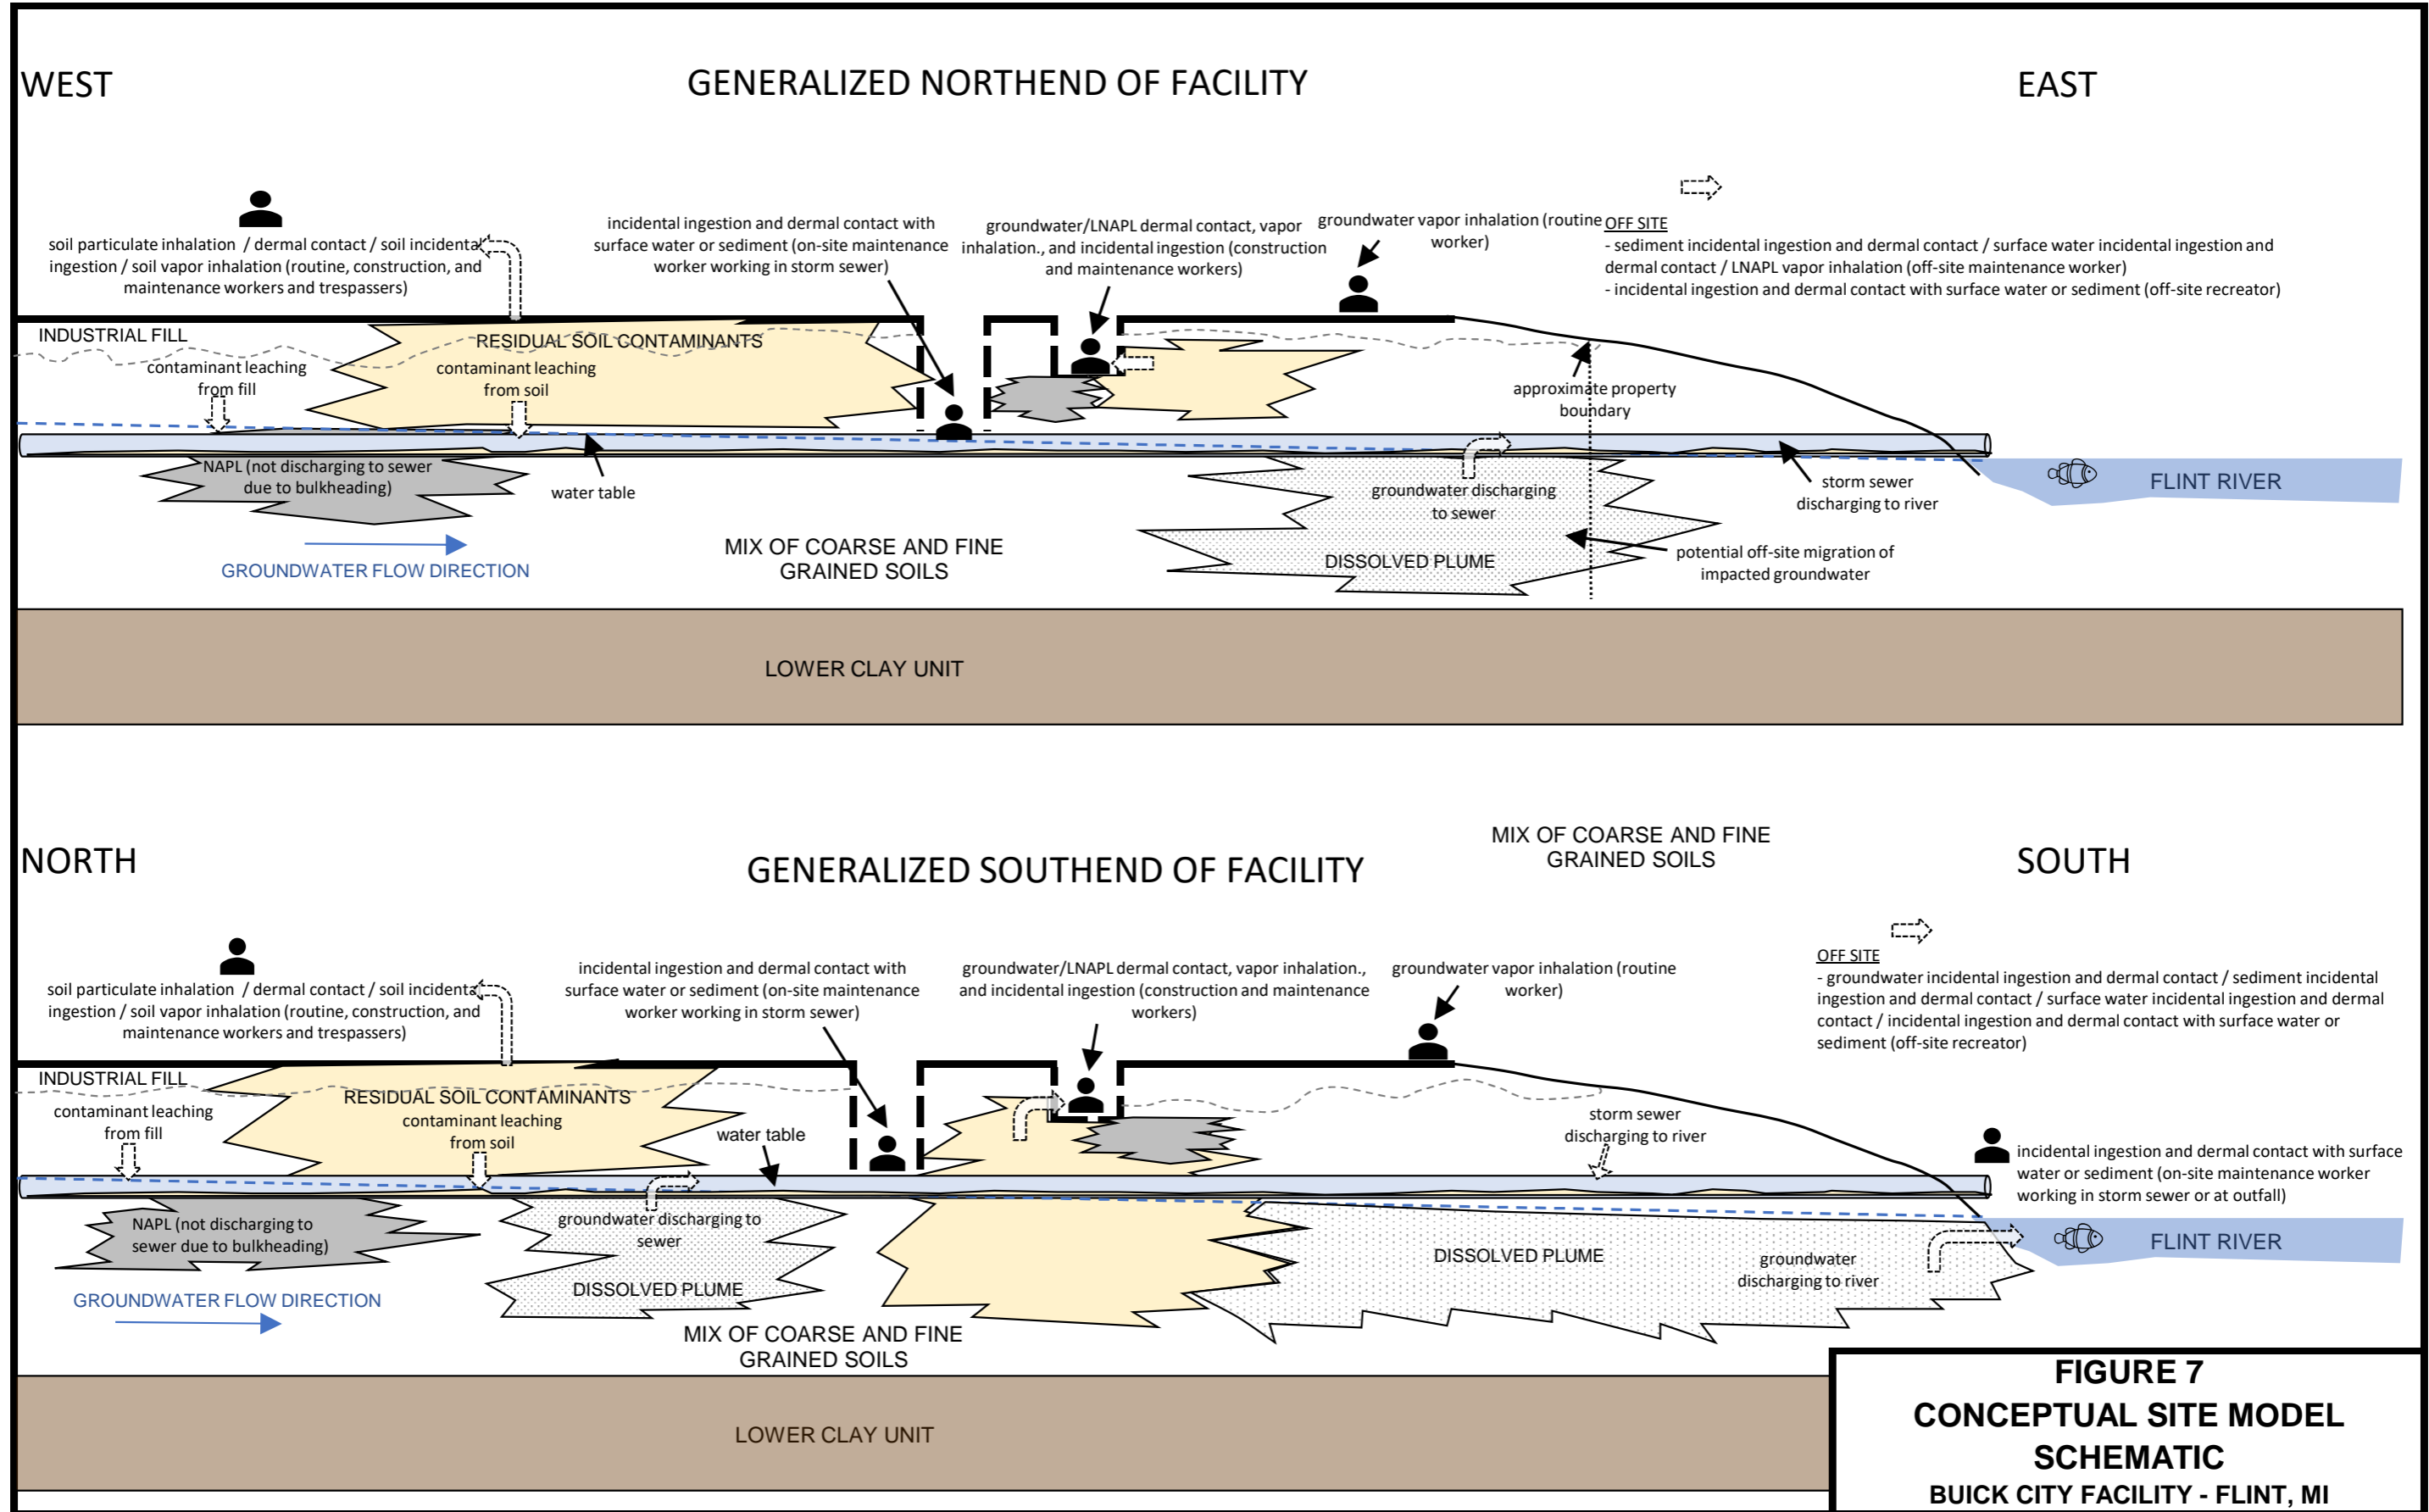 WEST
GENERALIZED NORTHEND OF FACILITY
EAST
soil particulate inhalation / dermal contact / soil incidental
ingestion / soil vapor inhalation (routine, construction, and
maintenance workers and trespassers)
incidental ingestion and dermal contact with
surface water or sediment (on-site maintenance
worker working in storm sewer)
groundwater/LNAPL dermal contact, vapor
inhalation., and incidental ingestion (construction
and maintenance workers)
groundwater vapor inhalation (routine
worker)
OFF SITE
- sediment incidental ingestion and dermal contact / surface water incidental ingestion and
dermal contact / LNAPL vapor inhalation (off-site maintenance worker)
- incidental ingestion and dermal contact with surface water or sediment (off-site recreator)
INDUSTRIAL FILL
RESIDUAL SOIL CONTAMINANTS
contaminant leaching
from fill
contaminant leaching
from soil
approximate property
boundary
NAPL (not discharging to sewer
due to bulkheading)
water table
groundwater discharging
to sewer
storm sewer
discharging to river
FLINT RIVER
GROUNDWATER FLOW DIRECTION
MIX OF COARSE AND FINE
GRAINED SOILS
DISSOLVED PLUME
potential off-site migration of
impacted groundwater
LOWER CLAY UNIT
MIX OF COARSE AND FINE
GRAINED SOILS
NORTH
GENERALIZED SOUTHEND OF FACILITY
SOUTH
soil particulate inhalation / dermal contact / soil incidental
ingestion / soil vapor inhalation (routine, construction, and
maintenance workers and trespassers)
incidental ingestion and dermal contact with
surface water or sediment (on-site maintenance
worker working in storm sewer)
groundwater/LNAPL dermal contact, vapor inhalation.,
and incidental ingestion (construction and maintenance
workers)
groundwater vapor inhalation (routine
worker)
OFF SITE
- groundwater incidental ingestion and dermal contact / sediment incidental
ingestion and dermal contact / surface water incidental ingestion and dermal
contact / incidental ingestion and dermal contact with surface water or
sediment (off-site recreator)
INDUSTRIAL FILL
RESIDUAL SOIL CONTAMINANTS
contaminant leaching
from fill
contaminant leaching
from soil
water table
storm sewer
discharging to river
incidental ingestion and dermal contact with surface
water or sediment (on-site maintenance worker
working in storm sewer or at outfall)
NAPL (not discharging to
sewer due to bulkheading)
groundwater discharging to
sewer
DISSOLVED PLUME
DISSOLVED PLUME
groundwater
discharging to river
FLINT RIVER
GROUNDWATER FLOW DIRECTION
MIX OF COARSE AND FINE
GRAINED SOILS
LOWER CLAY UNIT
FIGURE 7
CONCEPTUAL SITE MODEL
SCHEMATIC
BUICK CITY FACILITY - FLINT, MI